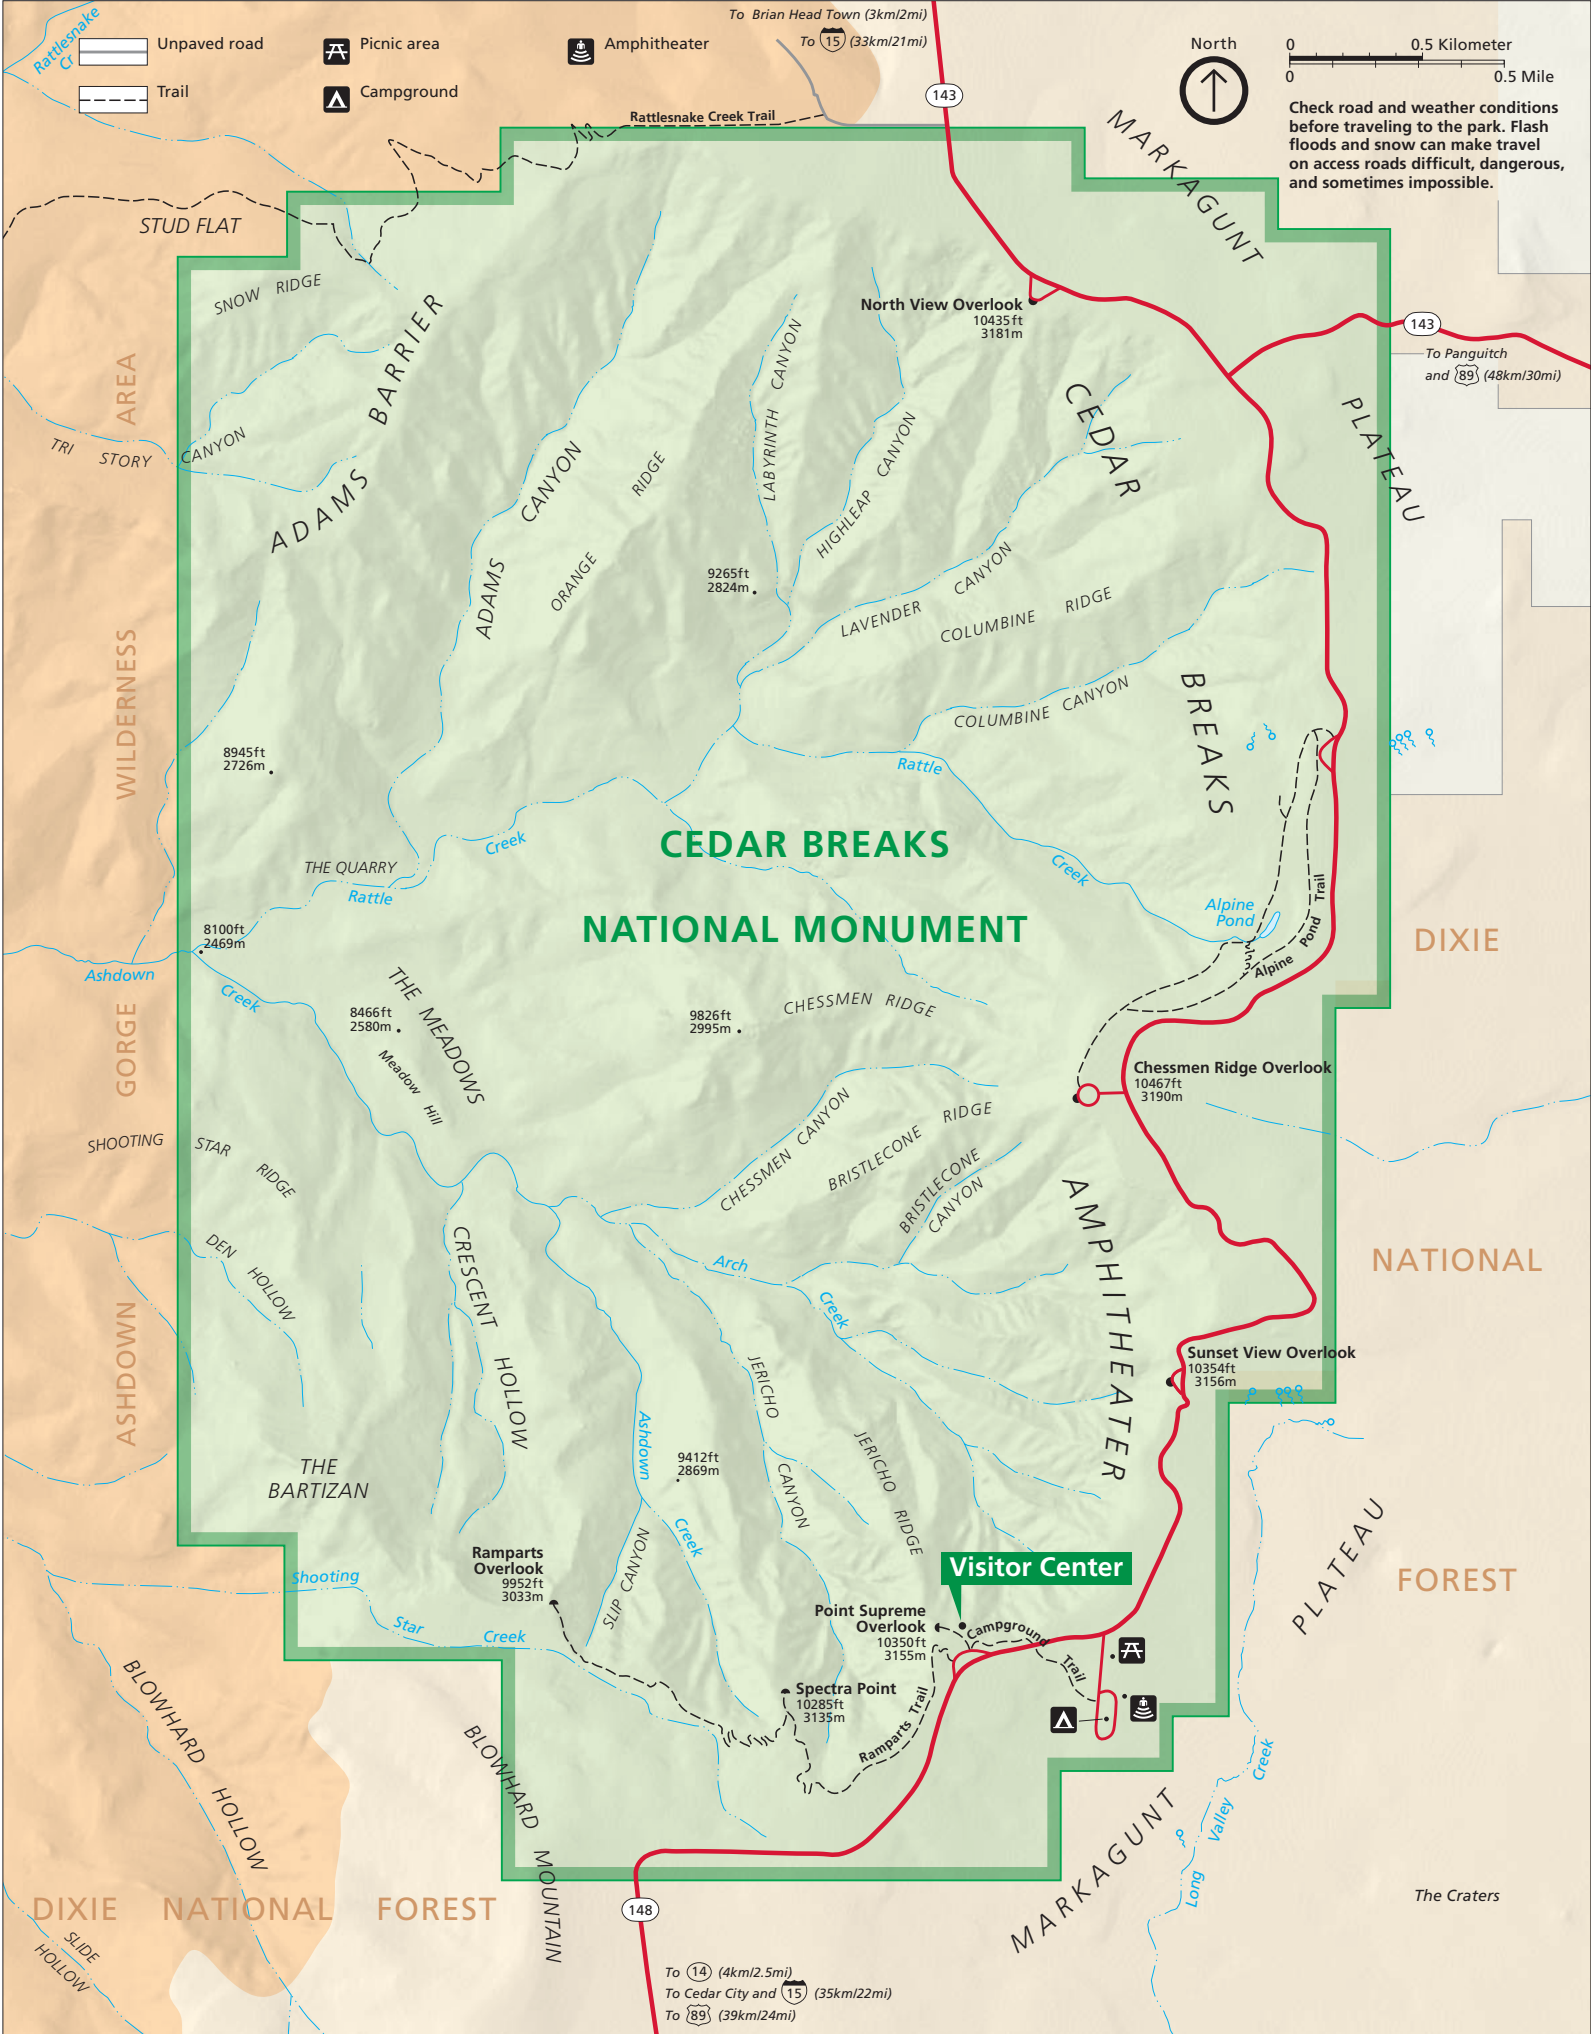 Rattlesnake
Cr
Unpaved road
Trail
Picnic area
Campground
Amphitheater
To Brian Head Town (3km/2mi)
To 15 (33km/21mi)
143
North
0 0.5 Kilometer
0 0.5 Mile
Check road and weather conditions
before traveling to the park. Flash
floods and snow can make travel
on access roads difficult, dangerous,
and sometimes impossible.
Rattlesnake Creek Trail
MARKAGUNT
PLATEAU
STUD FLAT
SNOW RIDGE
ADAMS BARRIER
North View Overlook
10435ft
3181m
143
To Panguitch
and 89 (48km/30mi)
TRI STORY CANYON
ADAMS CANYON
ORANGE RIDGE
LABYRINTH CANYON
HIGHLEAP CANYON
CEDAR
BREAKS
AMPHITHEATER
9265ft
2824m
LAVENDER CANYON
COLUMBINE RIDGE
COLUMBINE CANYON
8945ft
2726m
Rattle
Creek
CEDAR BREAKS
NATIONAL MONUMENT
THE QUARRY
Rattle
Creek
Alpine
Pond
Alpine Pond Trail
8100ft
2469m
Ashdown
Creek
THE MEADOWS
8466ft
2580m
Meadow Hill
9826ft
2995m
CHESSMEN RIDGE
Chessmen Ridge Overlook
10467ft
3190m
CHESSMEN CANYON
BRISTLECONE RIDGE
BRISTLECONE
CANYON
ASHDOWN GORGE WILDERNESS AREA
SHOOTING STAR RIDGE
DEN HOLLOW
CRESCENT HOLLOW
Arch
Creek
JERICHO CANYON
JERICHO RIDGE
Sunset View Overlook
10354ft
3156m
DIXIE
NATIONAL
FOREST
THE
BARTIZAN
Ashdown
Creek
9412ft
2869m
SLIP CANYON
Ramparts
Overlook
9952ft
3033m
Shooting
Star
Creek
Visitor Center
Point Supreme
Overlook
10350ft
3155m
Campground Trail
Spectra Point
10285ft
3135m
Ramparts Trail
BLOWHARD HOLLOW
BLOWHARD MOUNTAIN
MARKAGUNT PLATEAU
Long Valley Creek
The Craters
DIXIE NATIONAL FOREST
SLIDE
HOLLOW
148
To 14 (4km/2.5mi)
To Cedar City and 15 (35km/22mi)
To 89 (39km/24mi)